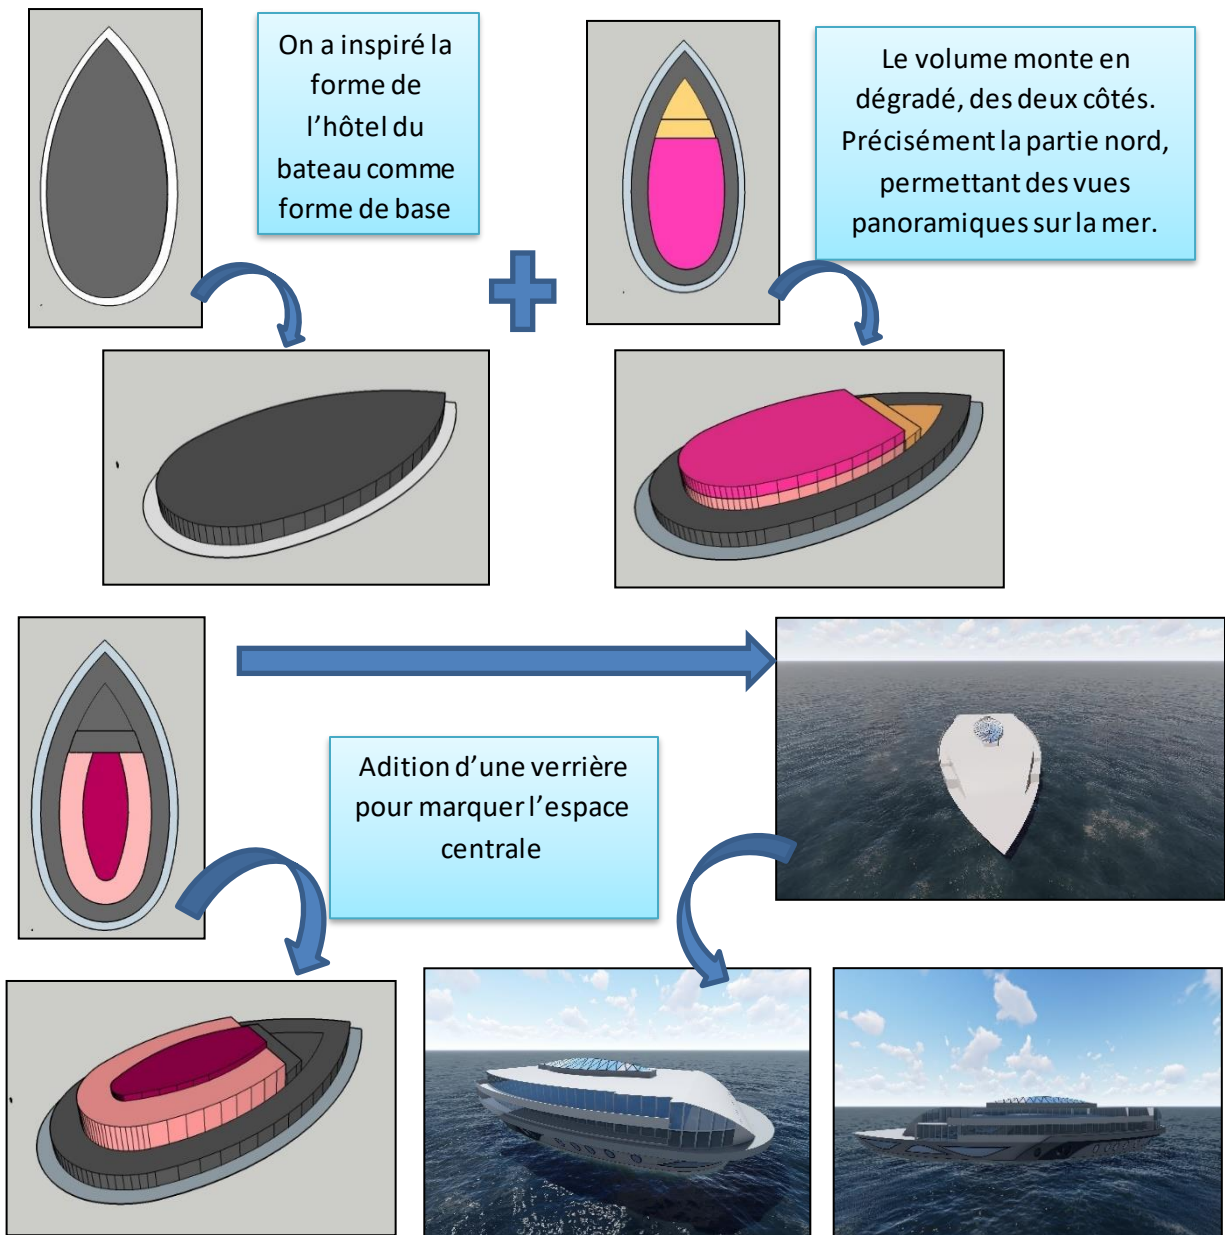 On a inspiré la
forme de
l’hôtel du
bateau comme
forme de base
Le volume monte en
dégradé, des deux côtés.
Précisément la partie nord,
permettant des vues
panoramiques sur la mer.
Adition d’une verrière
pour marquer l’espace
centrale